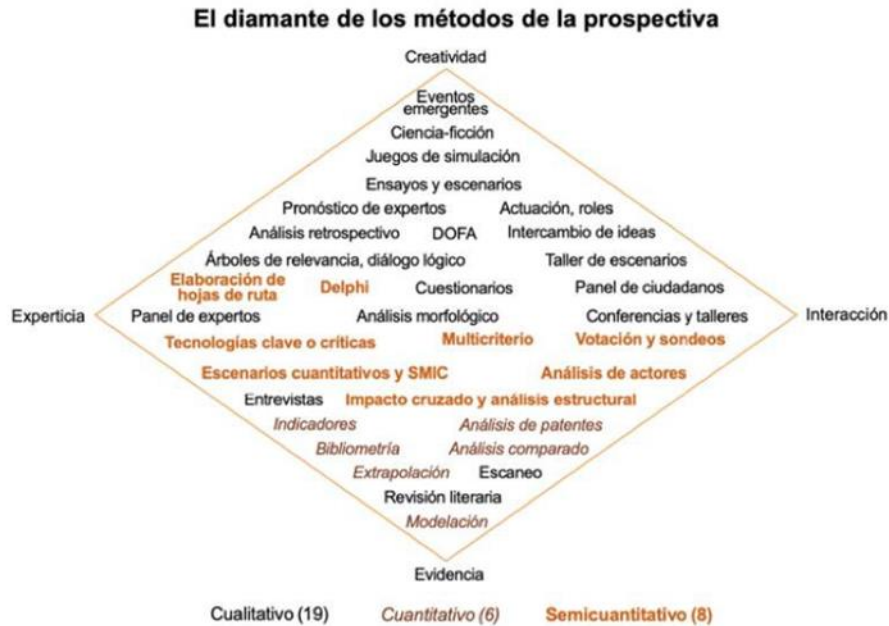 El diamante de los métodos de la prospectiva
Creatividad
Eventos
emergentes
Ciencia-ficción
Juegos de simulación
Ensayos y escenarios
Pronóstico de expertos Actuación, roles
Análisis retrospectivo DOFA Intercambio de ideas
Árboles de relevancia, diálogo lógico Taller de escenarios
Elaboración de
hojas de ruta Delphi Cuestionarios Panel de ciudadanos
Experticia Panel de expertos Análisis morfológico Conferencias y talleres Interacción
Tecnologías clave o críticas Multicriterio Votación y sondeos
Escenarios cuantitativos y SMIC Análisis de actores
Entrevistas Impacto cruzado y análisis estructural
Indicadores Análisis de patentes
Bibliometría Análisis comparado
Extrapolación Escaneo
Revisión literaria
Modelación
Evidencia
Cualitativo (19) Cuantitativo (6) Semicuantitativo (8)